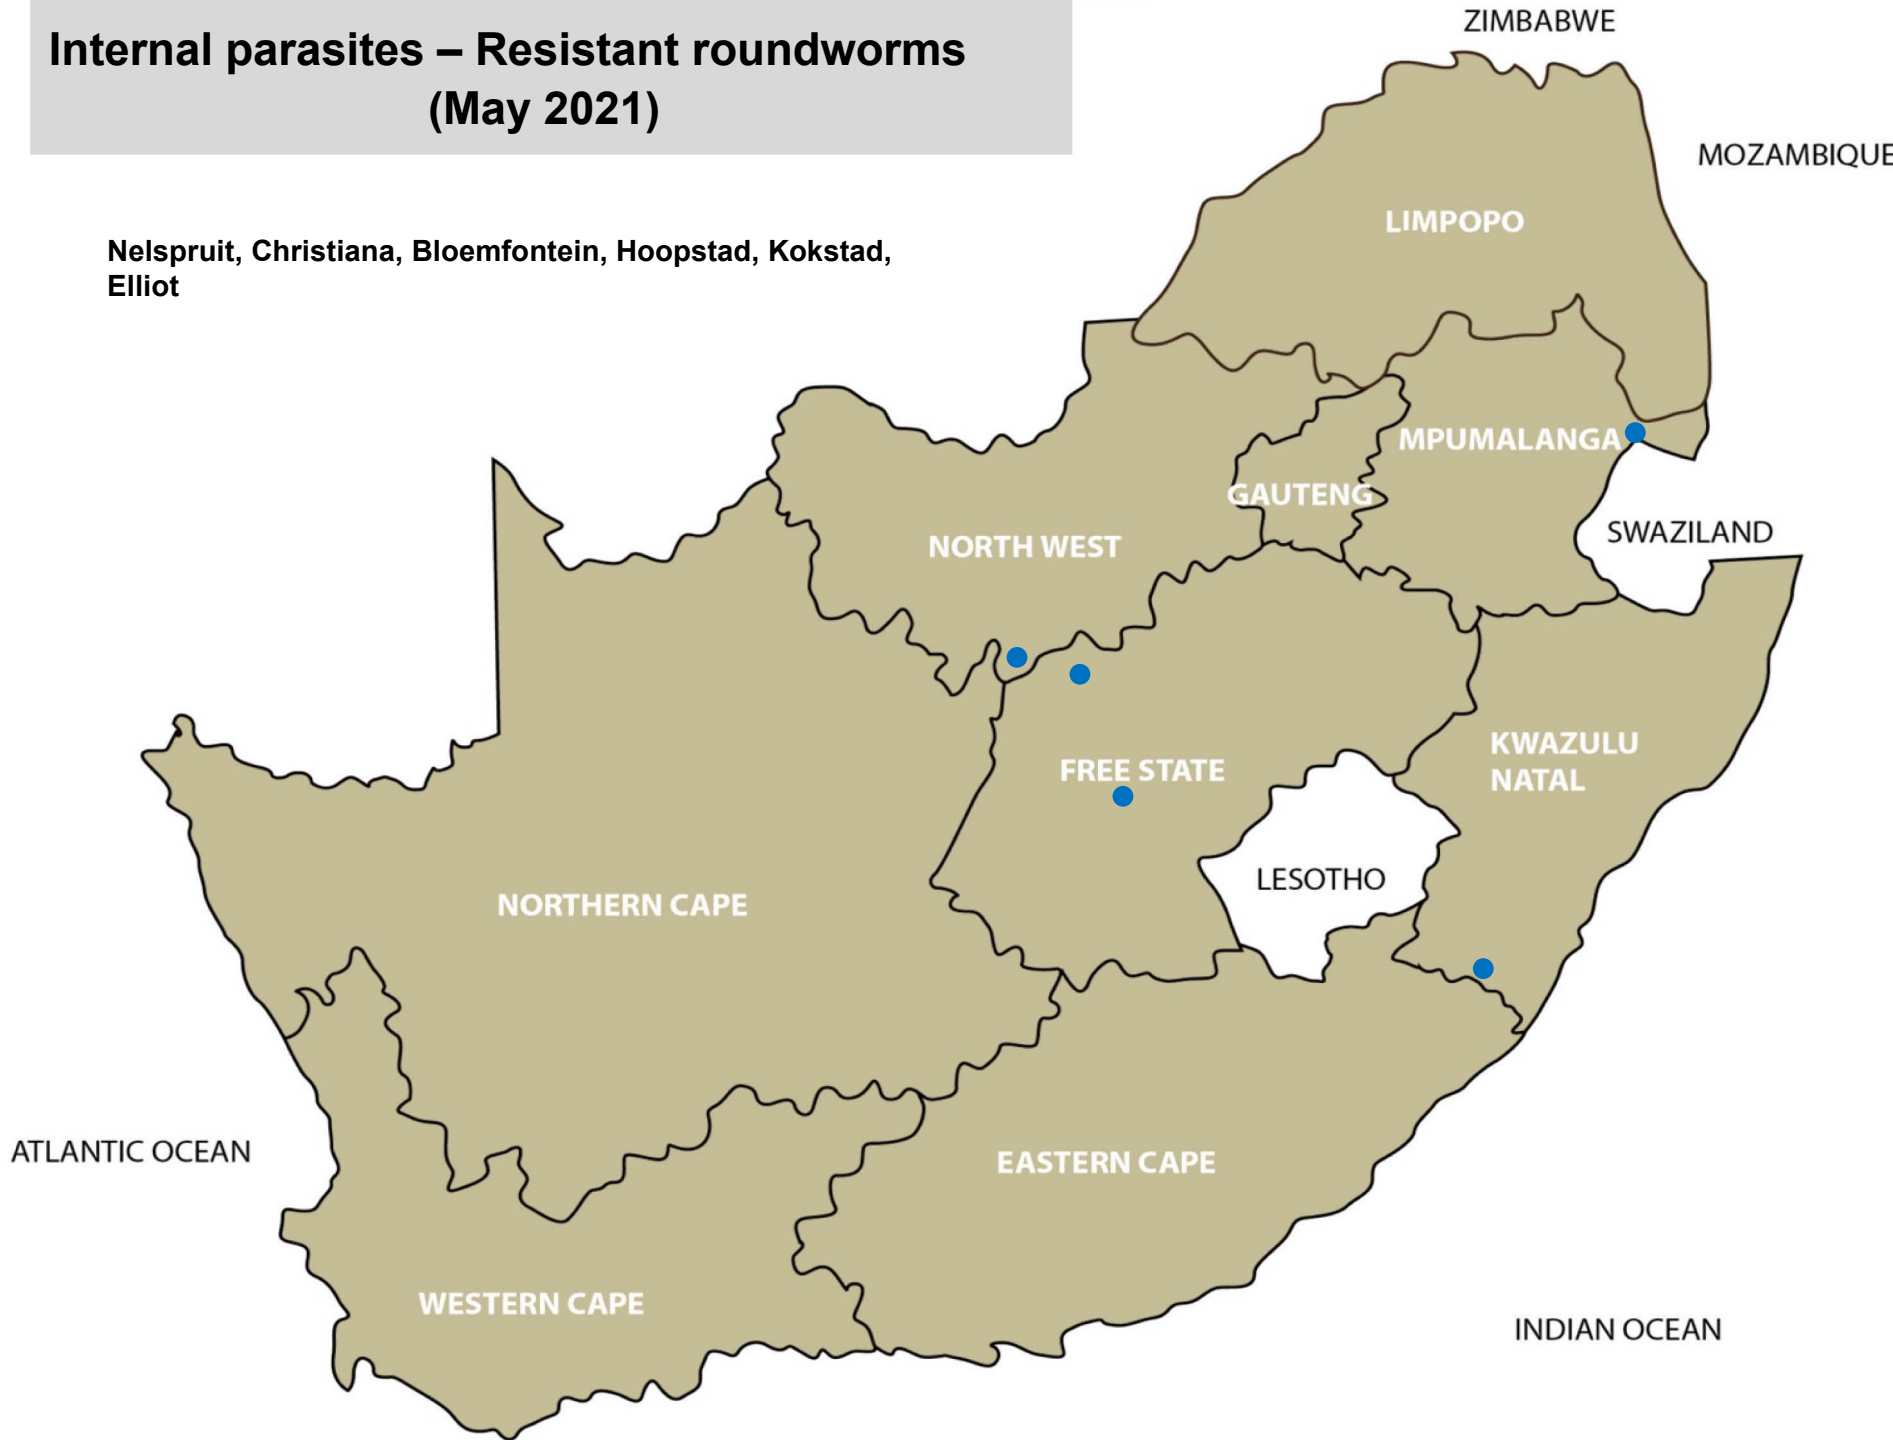 Internal parasites – Resistant roundworms
(May 2021)
Nelspruit, Christiana, Bloemfontein, Hoopstad, Kokstad,
Elliot
ZIMBABWE
MOZAMBIQUE
LIMPOPO
MPUMALANGA
GAUTENG
NORTH WEST
SWAZILAND
KWAZULU
NATAL
FREE STATE
LESOTHO
NORTHERN CAPE
ATLANTIC OCEAN
EASTERN CAPE
WESTERN CAPE
INDIAN OCEAN